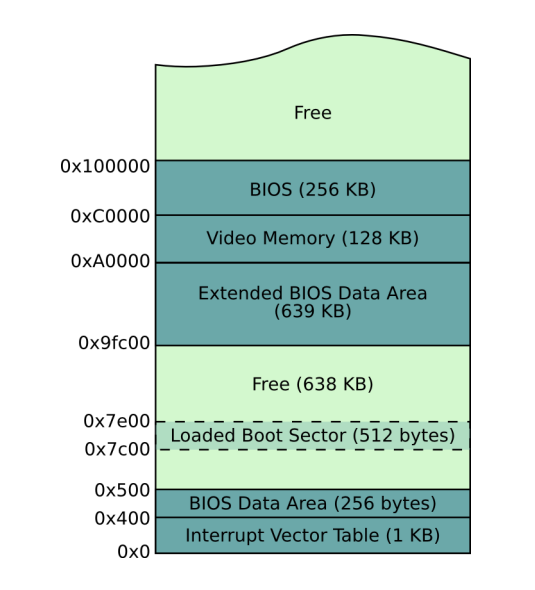 Free
0x100000
BIOS (256 KB)
0xC0000
Video Memory (128 KB)
0xA0000
Extended BIOS Data Area
(639 KB)
0x9fc00
Free (638 KB)
0x7e00
Loaded Boot Sector (512 bytes)
0x7c00
0x500
BIOS Data Area (256 bytes)
0x400
Interrupt Vector Table (1 KB)
0x0